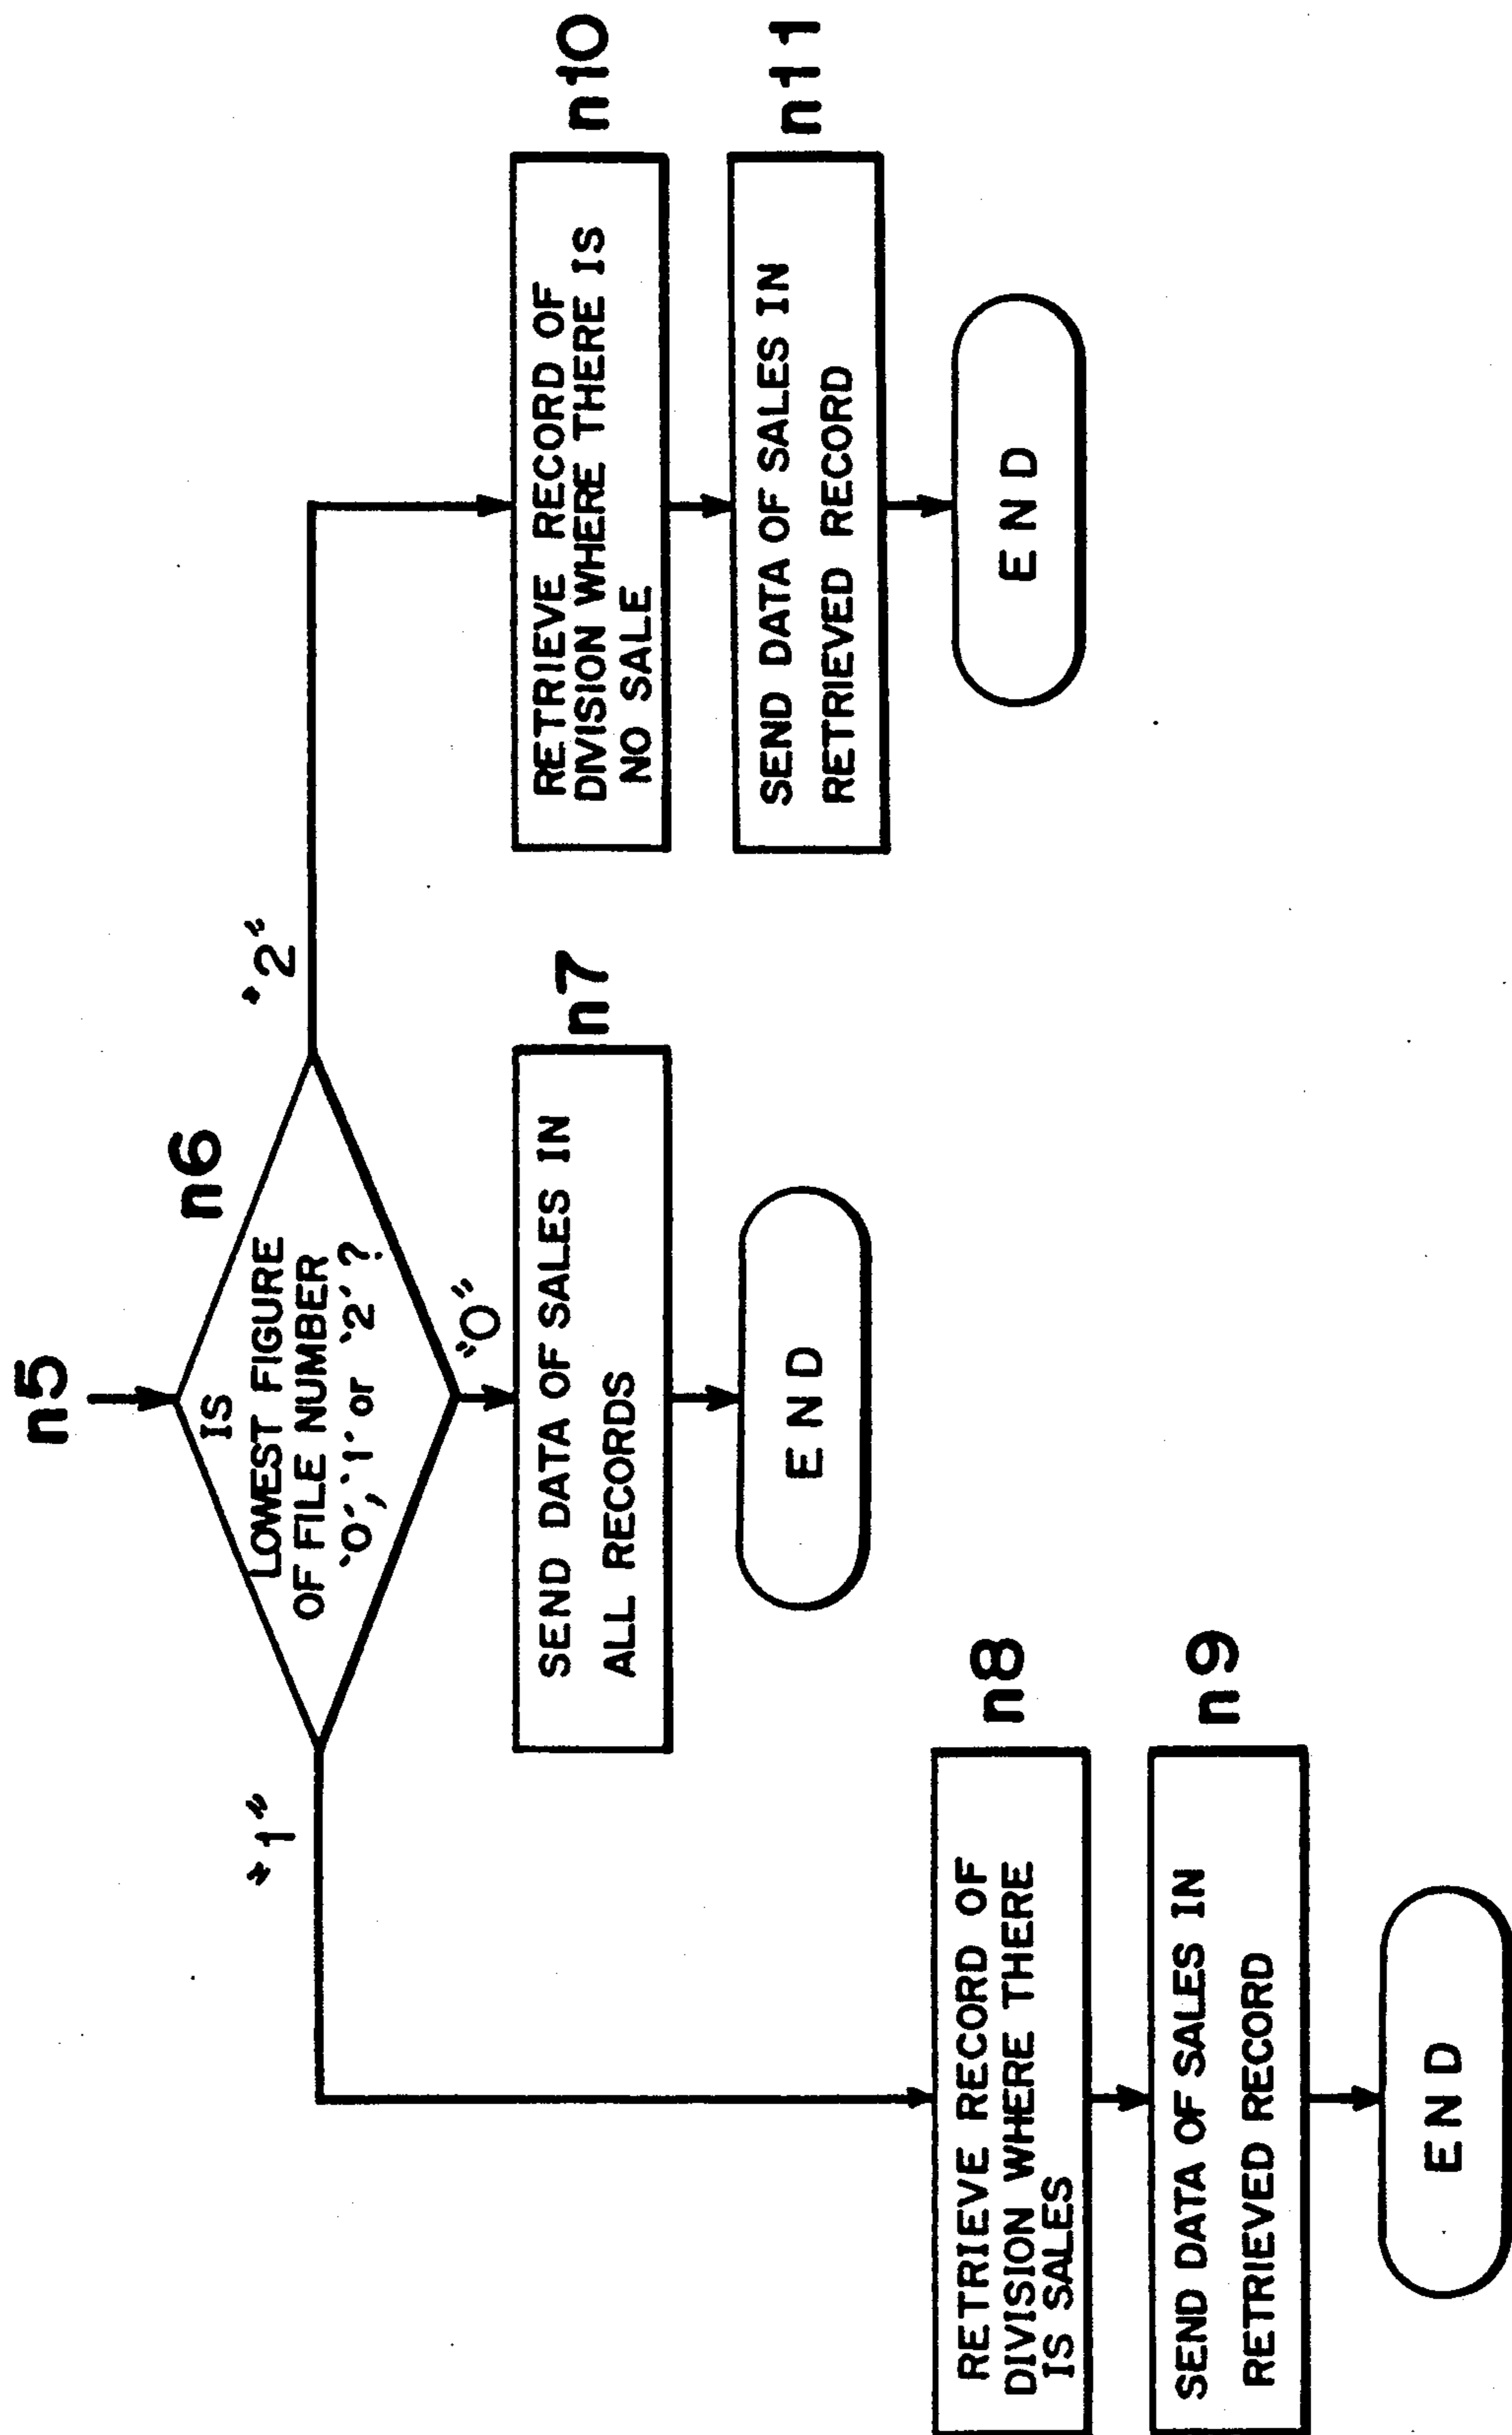 n5
n6
IS
LOWEST FIGURE
OF FILE NUMBER
'0', '1' or '2' ?
"1"
"0"
"2"
RETRIEVE RECORD OF
DIVISION WHERE THERE
IS SALES
n8
SEND DATA OF SALES IN
RETRIEVED RECORD
n9
END
SEND DATA OF SALES IN
ALL RECORDS
n7
END
RETRIEVE RECORD OF
DIVISION WHERE THERE IS
NO SALE
n10
SEND DATA OF SALES IN
RETRIEVED RECORD
n11
END